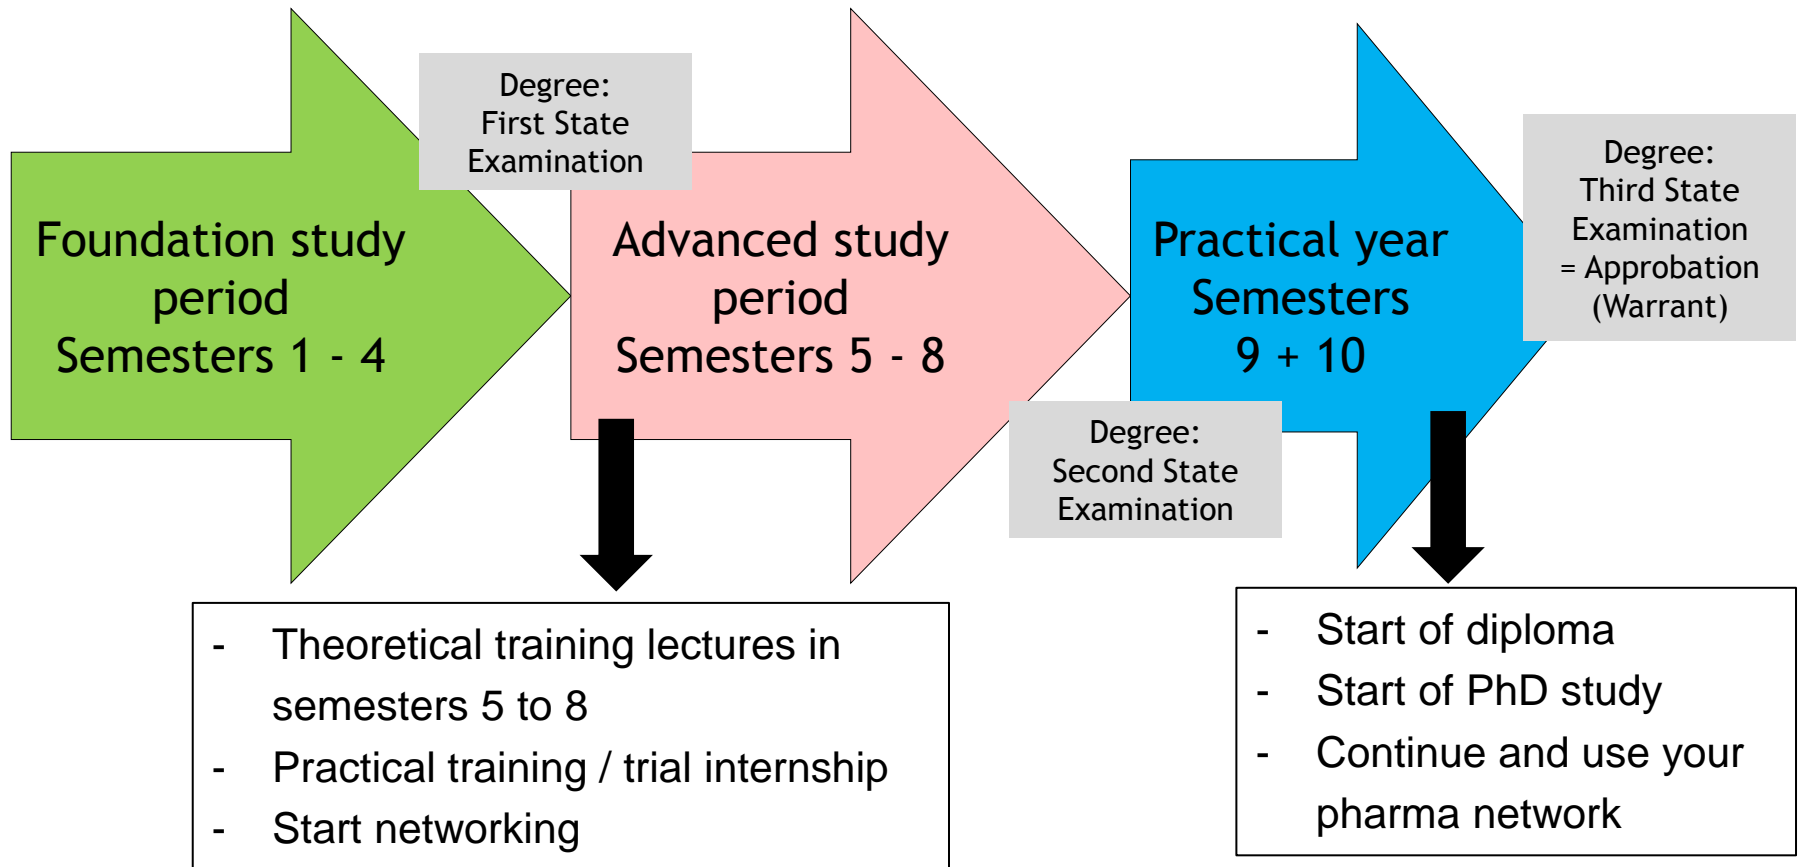 Foundation study
period
Semesters 1 - 4
Degree:
First State
Examination
Advanced study
period
Semesters 5 - 8
Degree:
Second State
Examination
Practical year
Semesters
9 + 10
Degree:
Third State
Examination
= Approbation
(Warrant)
- Theoretical training lectures in
semesters 5 to 8
- Practical training / trial internship
- Start networking
- Start of diploma
- Start of PhD study
- Continue and use your
pharma network